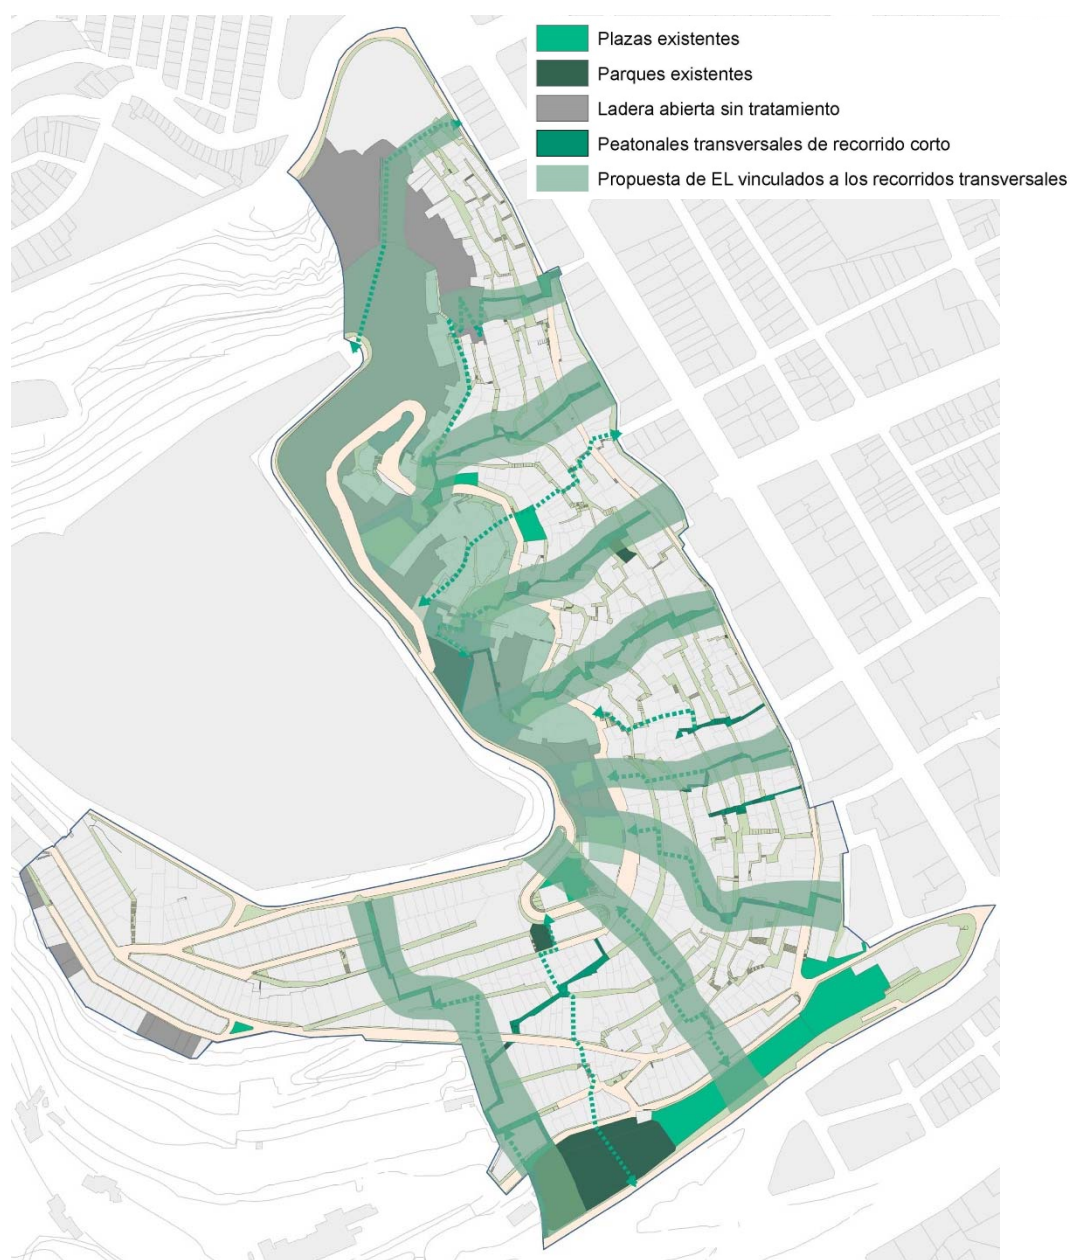 Plazas existentes
Parques existentes
Ladera abierta sin tratamiento
Peatonales transversales de recorrido corto
Propuesta de EL vinculados a los recorridos transversales